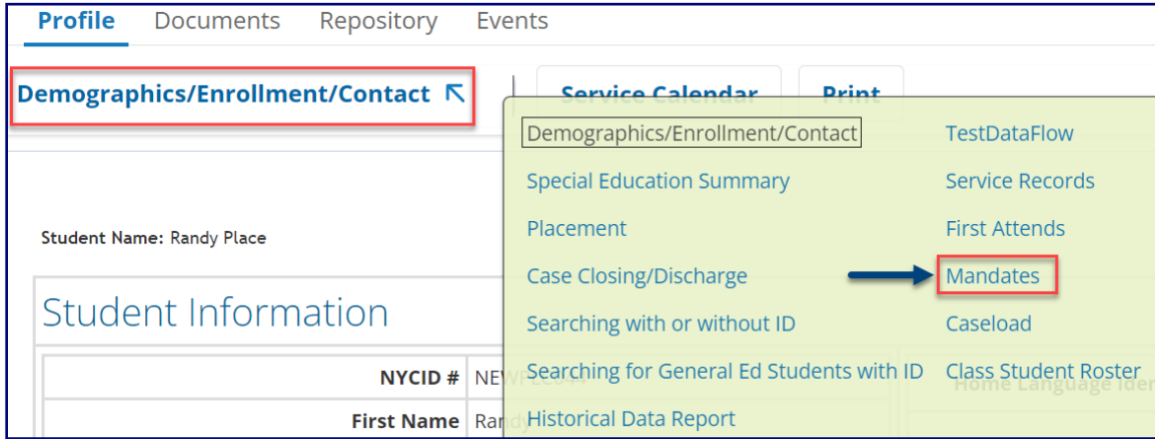 Profile Documents Repository Events
Demographics/Enrollment/Contact Service Calendar Print
Demographics/Enrollment/Contact TestDataFlow
Special Education Summary Service Records
Student Name: Randy Place
Placement First Attends
Case Closing/Discharge Mandates
Student Information
Searching with or without ID Caseload
NYCID #
Searching for General Ed Students with ID Class Student Roster
Home Language
First Name
Historical Data Report